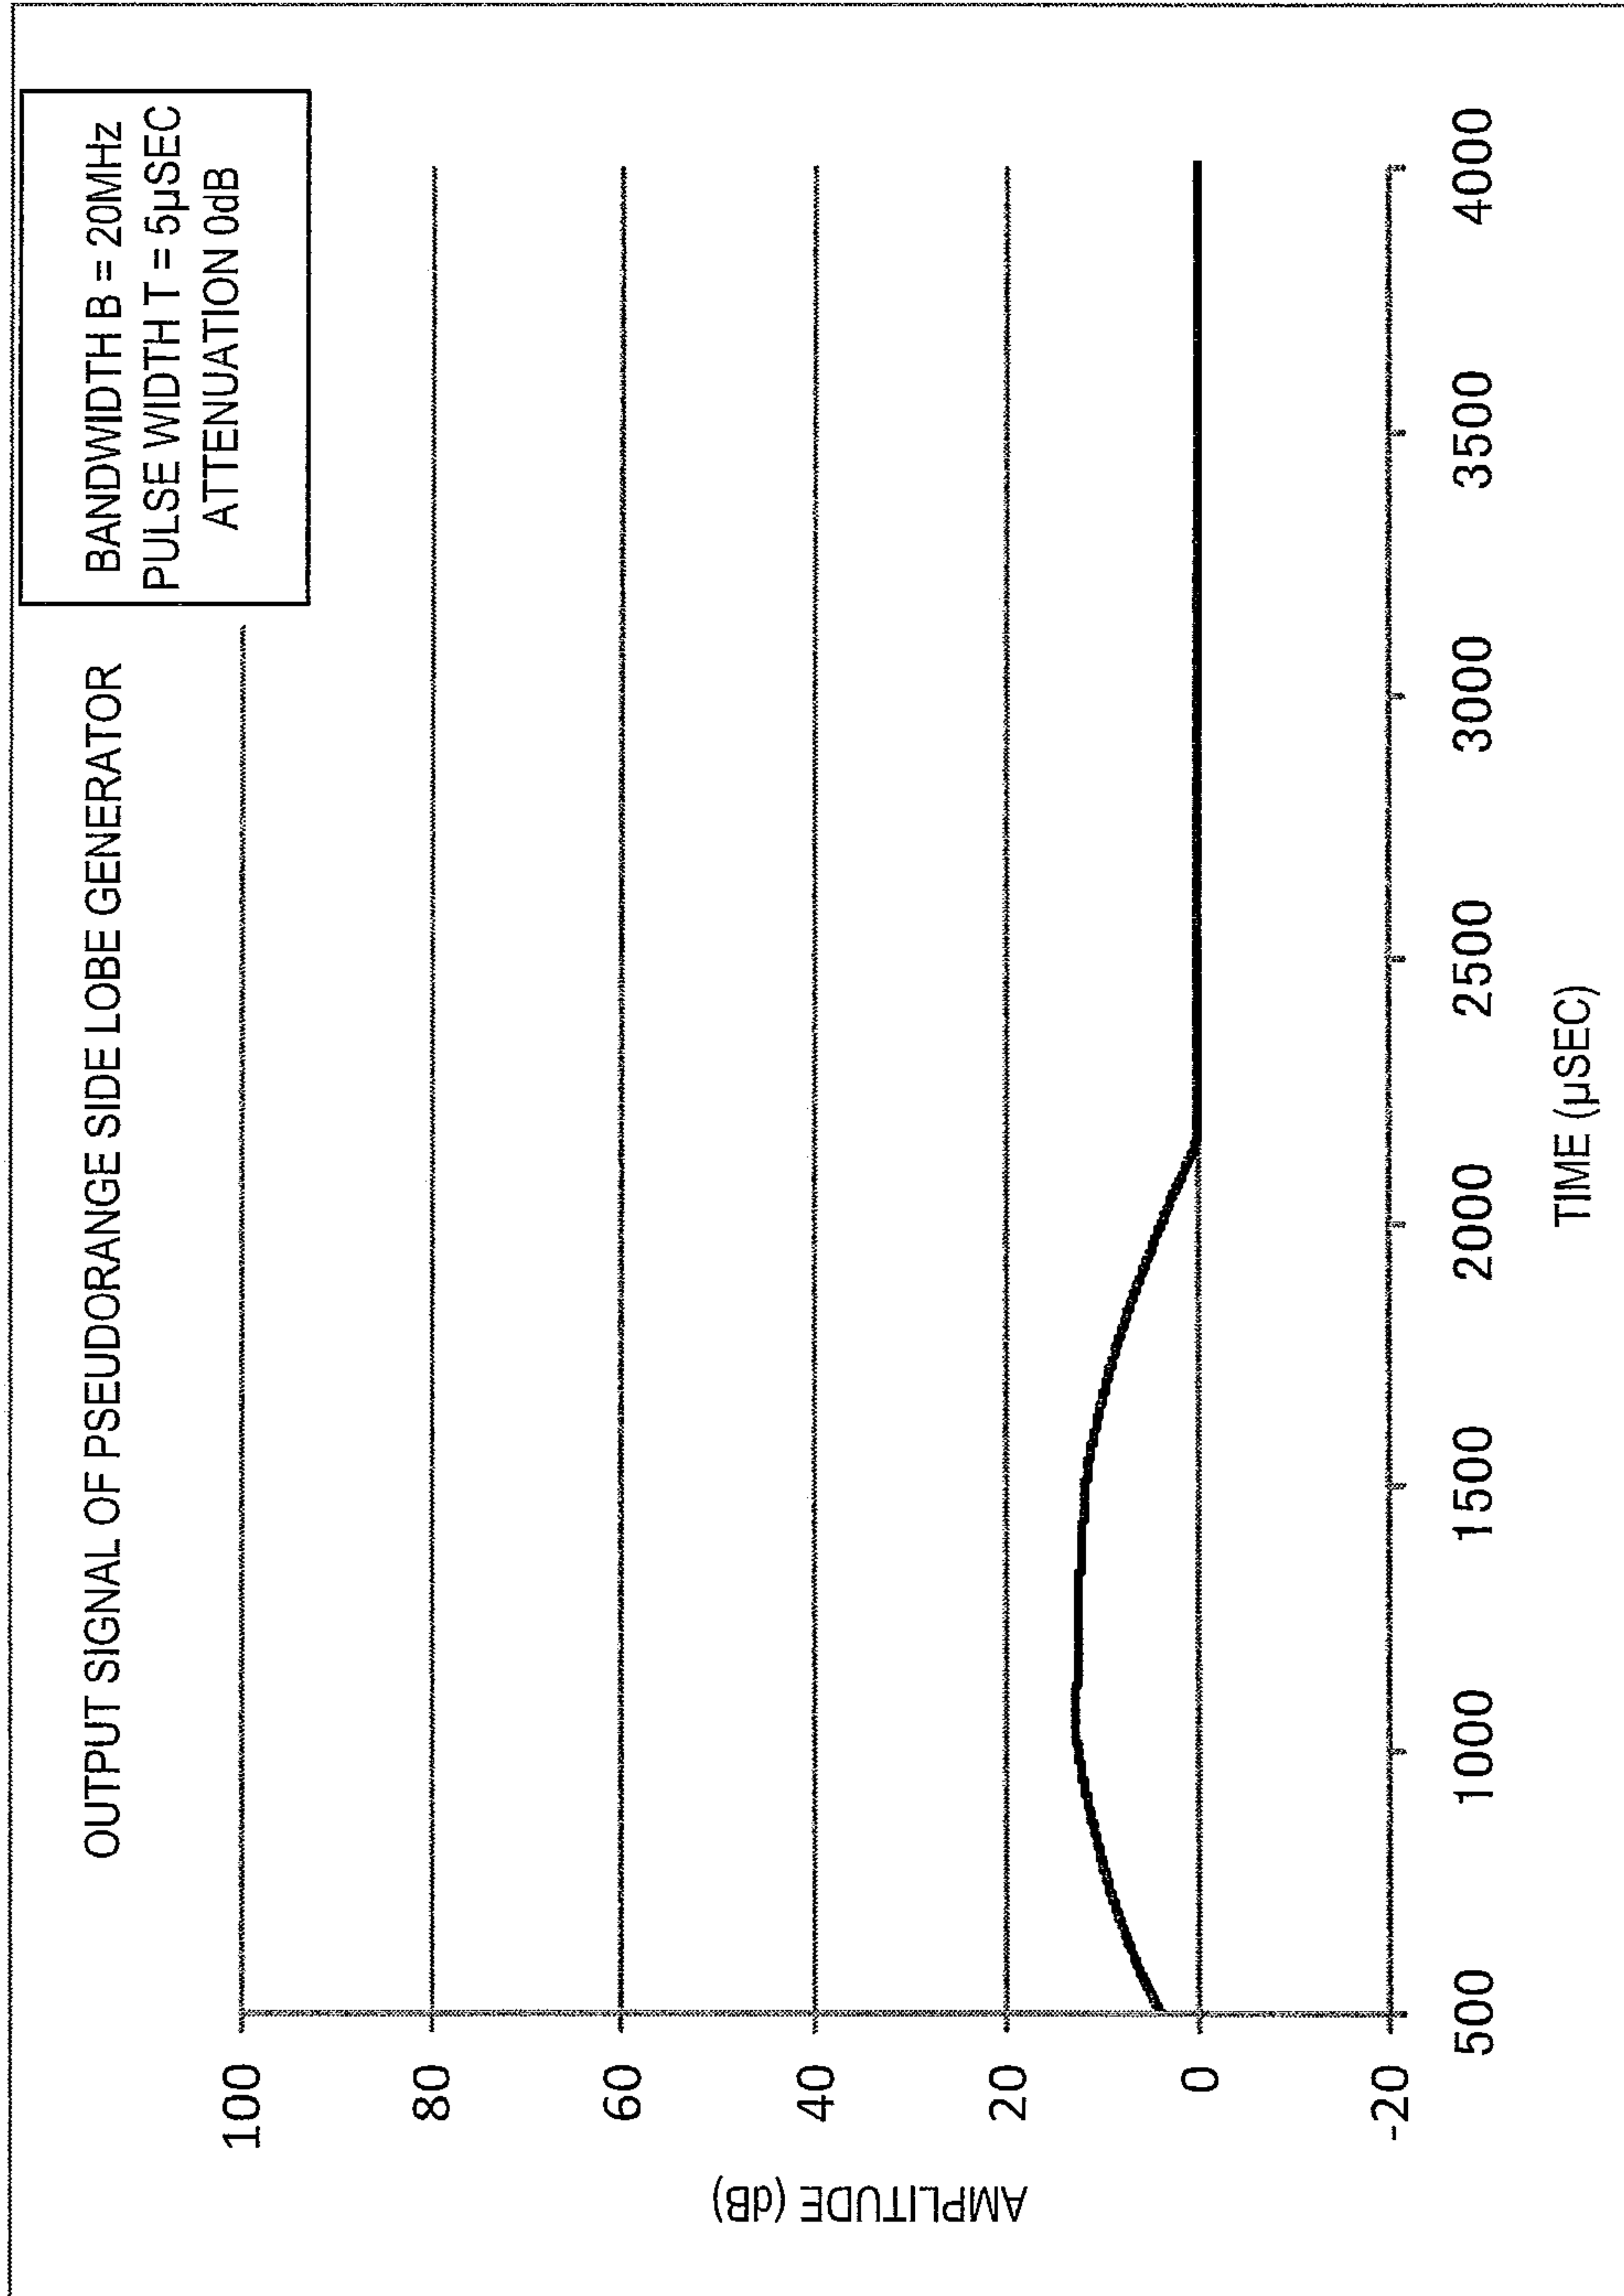 OUTPUT SIGNAL OF PSEUDORANGE SIDE LOBE GENERATOR
BANDWIDTH B = 20MHz
PULSE WIDTH T = 5µSEC
ATTENUATION 0dB
AMPLITUDE (dB)
100
80
60
40
20
0
-20
500 1000 1500 2000 2500 3000 3500 4000
TIME (µSEC)